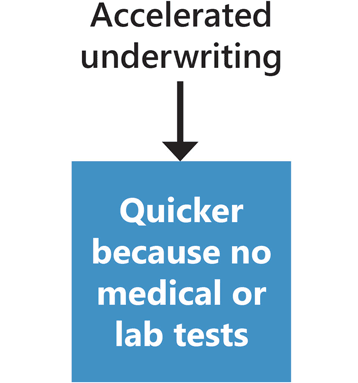 Accelerated
underwriting
Quicker
because no
medical or
lab tests